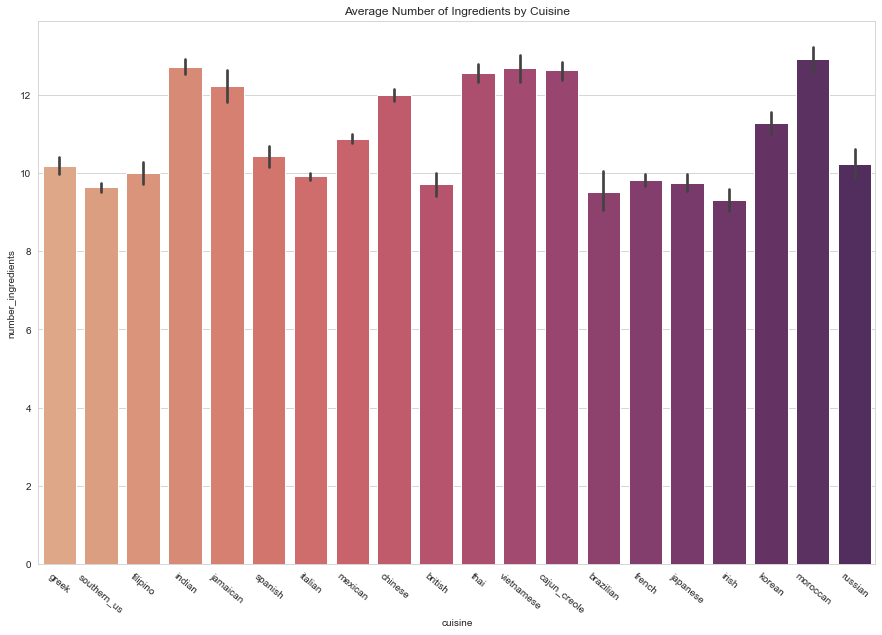 Average Number of Ingredients by Cuisine
number_ingredients
12
10
8
6
4
2
0
greek
southern_us
filipino
indian
jamaican
spanish
italian
mexican
chinese
british
thai
vietnamese
cajun_creole
brazilian
french
japanese
irish
korean
moroccan
russian
cuisine